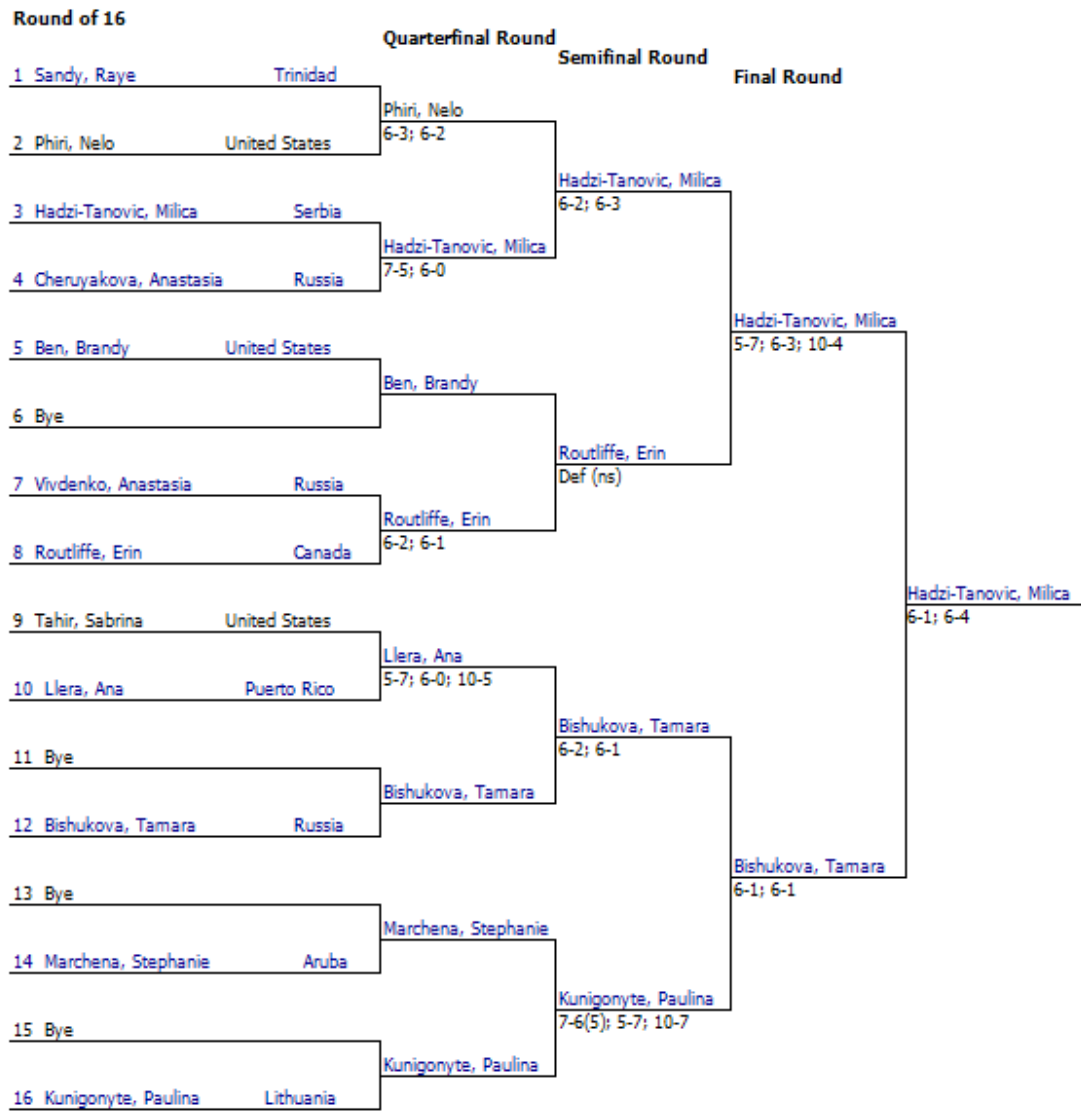 Round of 16
Quarterfinal Round
Semifinal Round
Final Round
1 Sandy, Raye Trinidad
Phiri, Nelo
6-3; 6-2
2 Phiri, Nelo United States
Hadzi-Tanovic, Milica
6-2; 6-3
3 Hadzi-Tanovic, Milica Serbia
Hadzi-Tanovic, Milica
7-5; 6-0
4 Cheruyakova, Anastasia Russia
Hadzi-Tanovic, Milica
5-7; 6-3; 10-4
5 Ben, Brandy United States
Ben, Brandy
6 Bye
Routliffe, Erin
Def (ns)
7 Vivdenko, Anastasia Russia
Routliffe, Erin
6-2; 6-1
8 Routliffe, Erin Canada
Hadzi-Tanovic, Milica
6-1; 6-4
9 Tahir, Sabrina United States
Llera, Ana
5-7; 6-0; 10-5
10 Llera, Ana Puerto Rico
Bishukova, Tamara
6-2; 6-1
11 Bye
Bishukova, Tamara
12 Bishukova, Tamara Russia
Bishukova, Tamara
6-1; 6-1
13 Bye
Marchena, Stephanie
14 Marchena, Stephanie Aruba
Kunigonyte, Paulina
7-6(5); 5-7; 10-7
15 Bye
Kunigonyte, Paulina
16 Kunigonyte, Paulina Lithuania